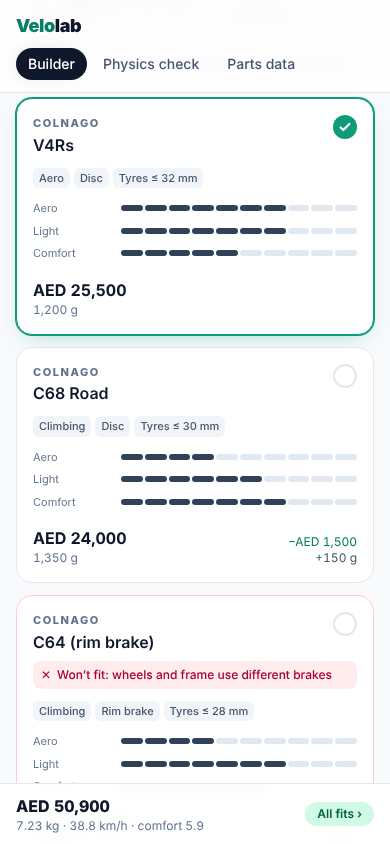 Velolab
Builder Physics check Parts data
COLNAGO
V4Rs
Aero Disc Tyres ≤ 32 mm
Aero
Light
Comfort
AED 25,500
1,200 g
COLNAGO
C68 Road
Climbing Disc Tyres ≤ 30 mm
Aero
Light
Comfort
AED 24,000 −AED 1,500
1,350 g +150 g
COLNAGO
C64 (rim brake)
✕ Won't fit: wheels and frame use different brakes
Climbing Rim brake Tyres ≤ 28 mm
Aero
Light
AED 50,900
7.23 kg · 38.8 km/h · comfort 5.9
All fits ›